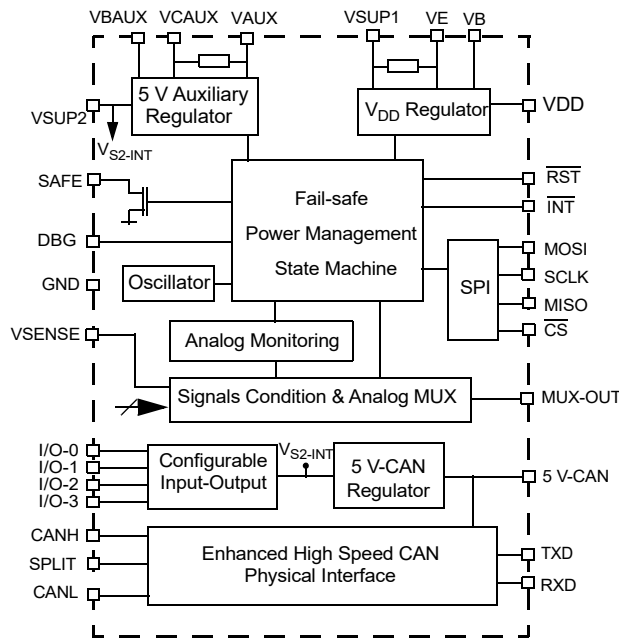 VBAUX VCAUX VAUX VSUP1 VE VB
5 V Auxiliary
Regulator
VDD Regulator
VDD
VSUP2
VS2-INT
SAFE
Fail-safe
Power Management
State Machine
RST
INT
DBG
MOSI
SCLK
MISO
CS
SPI
GND
Oscillator
VSENSE
Analog Monitoring
Signals Condition & Analog MUX
MUX-OUT
I/O-0
I/O-1
I/O-2
I/O-3
Configurable
Input-Output
VS2-INT
5 V-CAN
Regulator
5 V-CAN
CANH
SPLIT
CANL
Enhanced High Speed CAN
Physical Interface
TXD
RXD